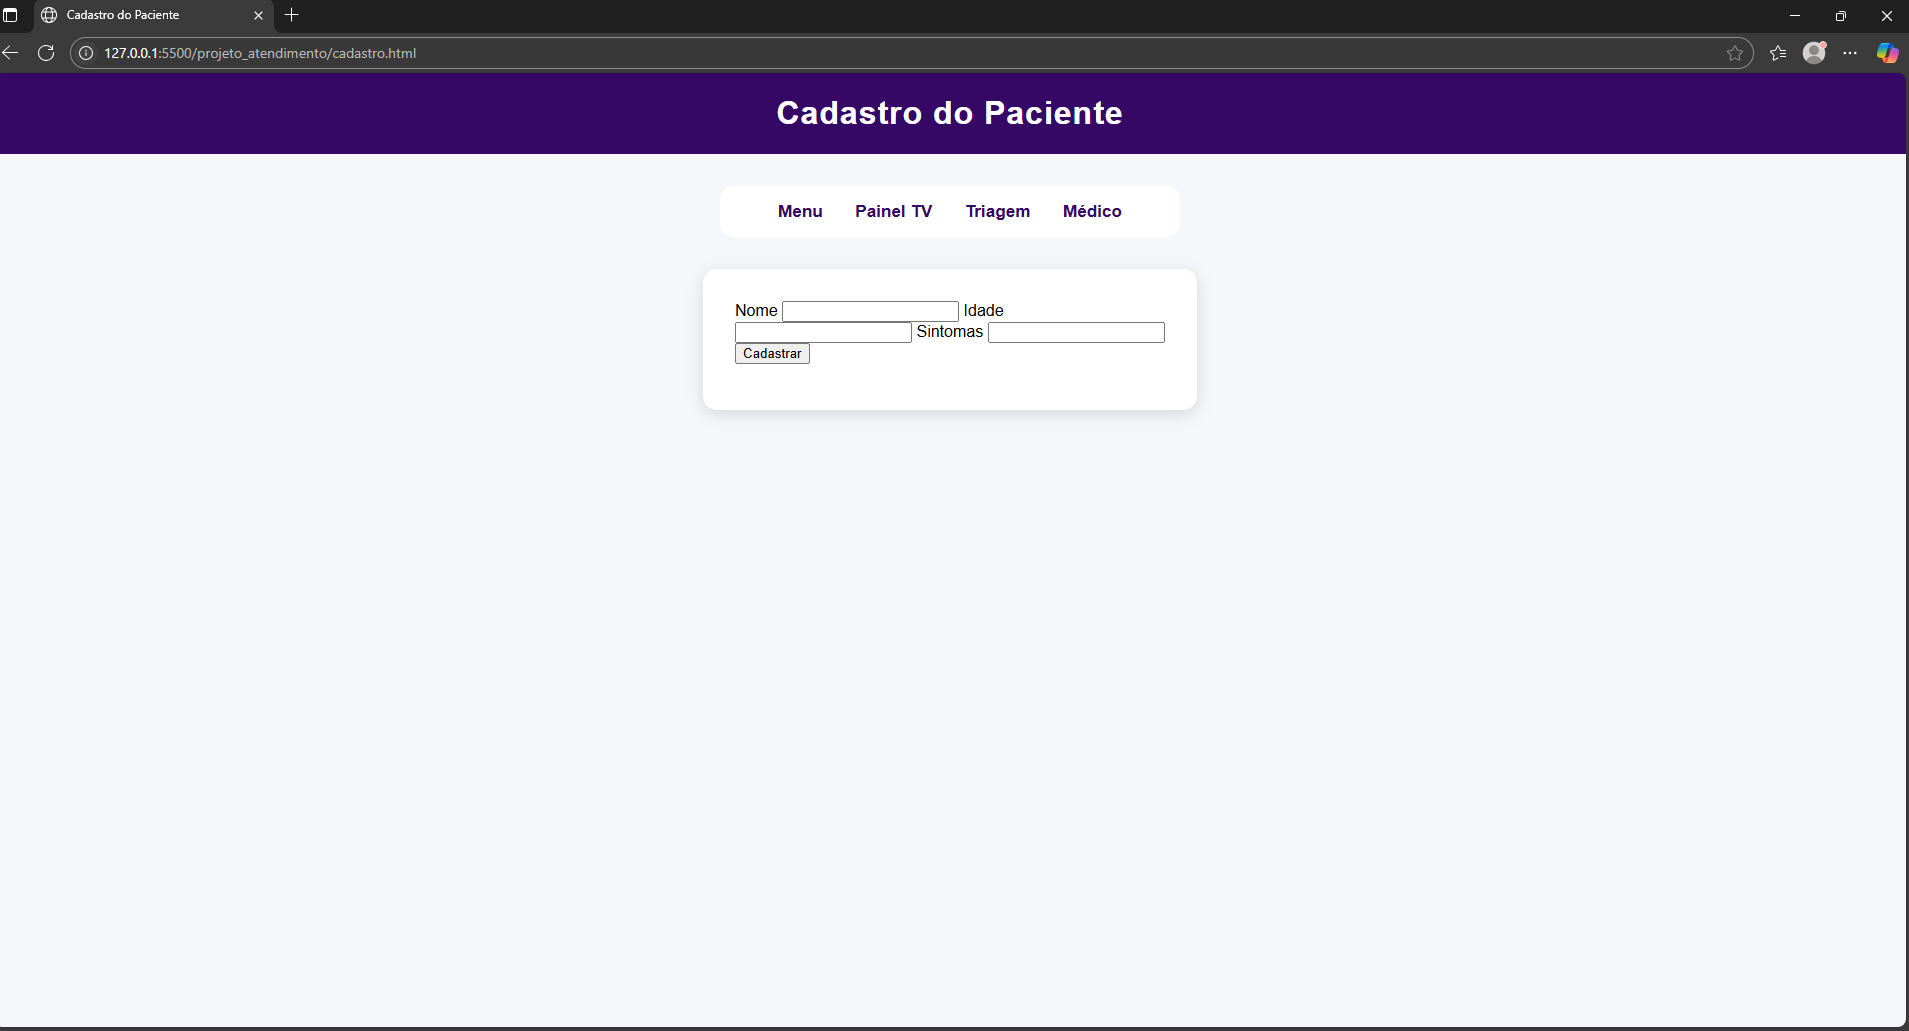 Cadastro do Paciente
127.0.0.1:5500/projeto_atendimento/cadastro.html
Cadastro do Paciente
Menu Painel TV Triagem Médico
Nome Idade
Sintomas
Cadastrar